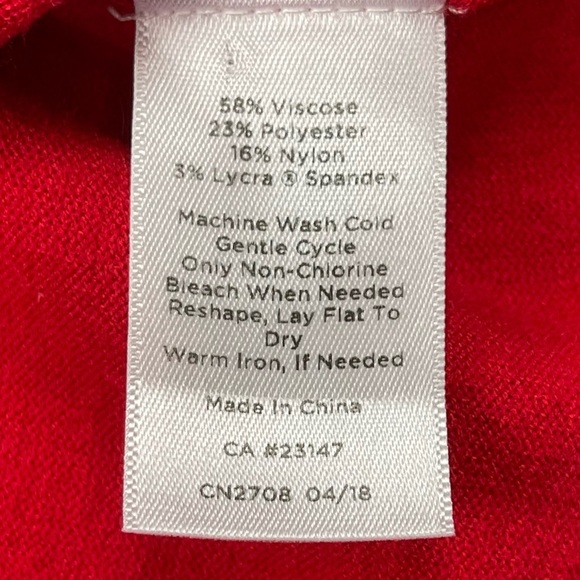 58% Viscose
23% Polyester
16% Nylon
3% Lycra ® Spandex
Machine Wash Cold
Gentle Cycle
Only Non-Chlorine
Bleach When Needed
Reshape, Lay Flat To
Dry
Warm Iron, If Needed
Made In China
CA #23147
CN2708 04/18